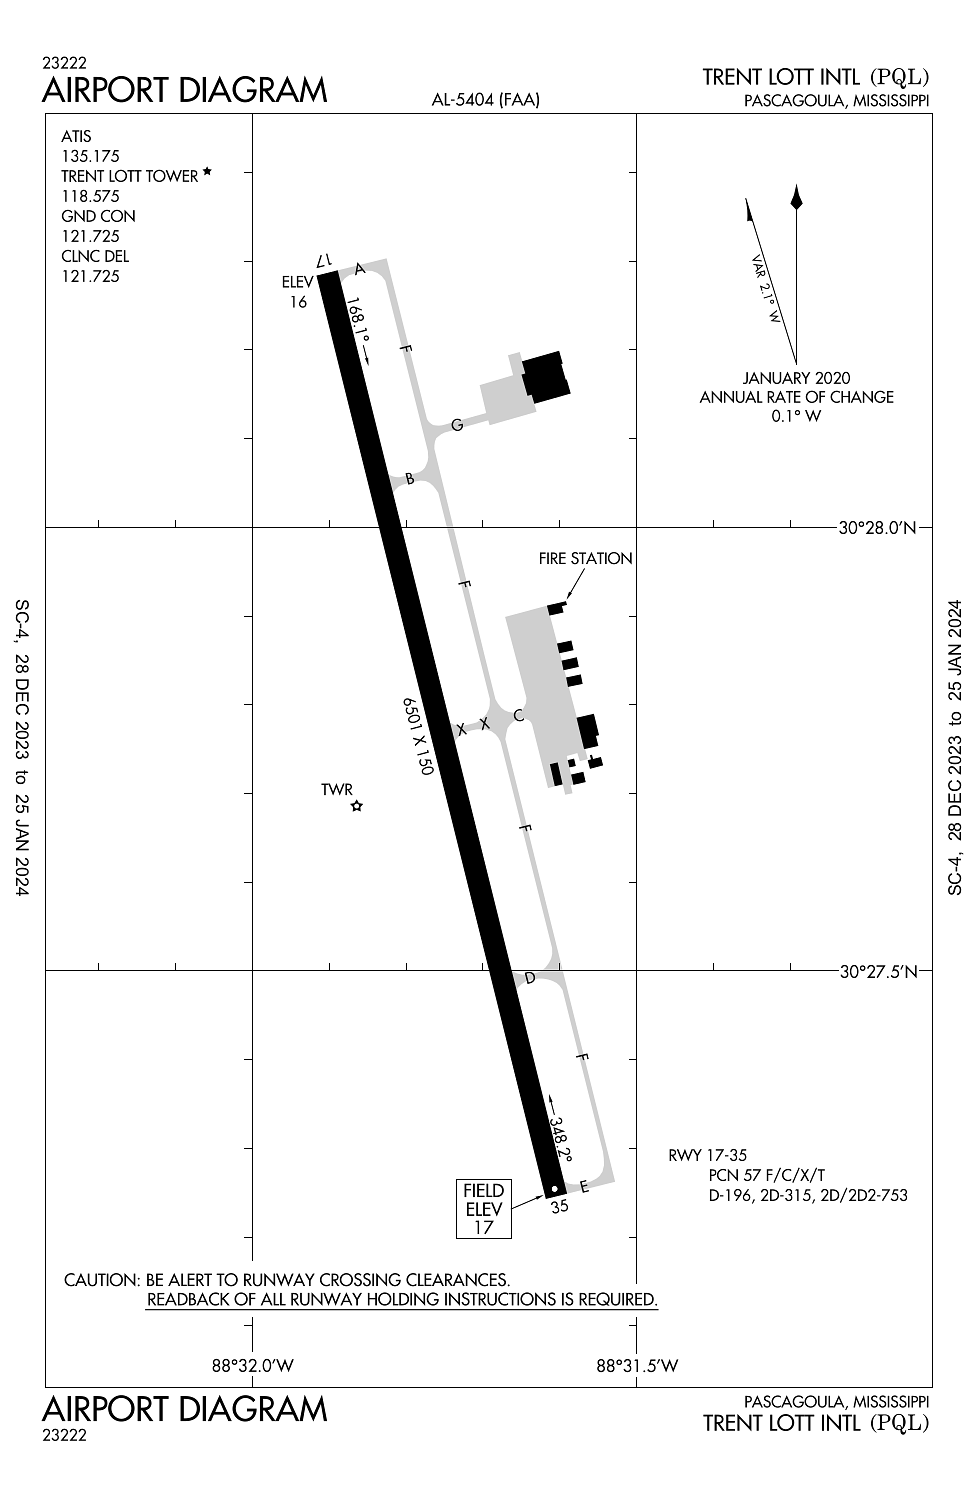 23222
AIRPORT DIAGRAM
AL-5404 (FAA)
TRENT LOTT INTL (PQL)
PASCAGOULA, MISSISSIPPI
ATIS
135.175
TRENT LOTT TOWER
118.575
GND CON
121.725
CLNC DEL
121.725
VAR 2.1° W
JANUARY 2020
ANNUAL RATE OF CHANGE
0.1° W
17
ELEV
16
A
168.1°
F
G
B
30°28.0'N
FIRE STATION
F
SC-4, 28 DEC 2023 to 25 JAN 2024
SC-4, 28 DEC 2023 to 25 JAN 2024
6501 X 150
X X C
TWR
F
30°27.5'N
D
F
348.2°
E
35
FIELD
ELEV
17
RWY 17-35
PCN 57 F/C/X/T
D-196, 2D-315, 2D/2D2-753
CAUTION: BE ALERT TO RUNWAY CROSSING CLEARANCES.
READBACK OF ALL RUNWAY HOLDING INSTRUCTIONS IS REQUIRED.
88°32.0'W
88°31.5'W
AIRPORT DIAGRAM
23222
PASCAGOULA, MISSISSIPPI
TRENT LOTT INTL (PQL)